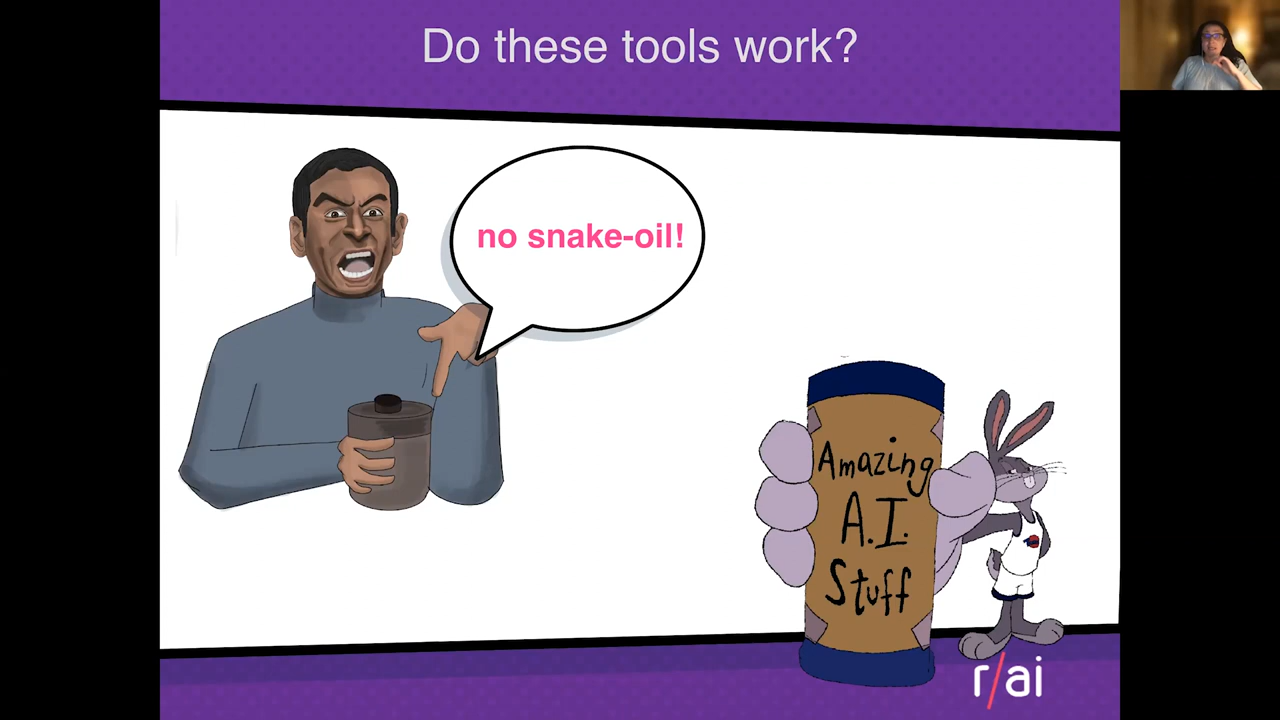 Do these tools work?
no snake-oil!
Amazing
A.I.
Stuff
r/ai